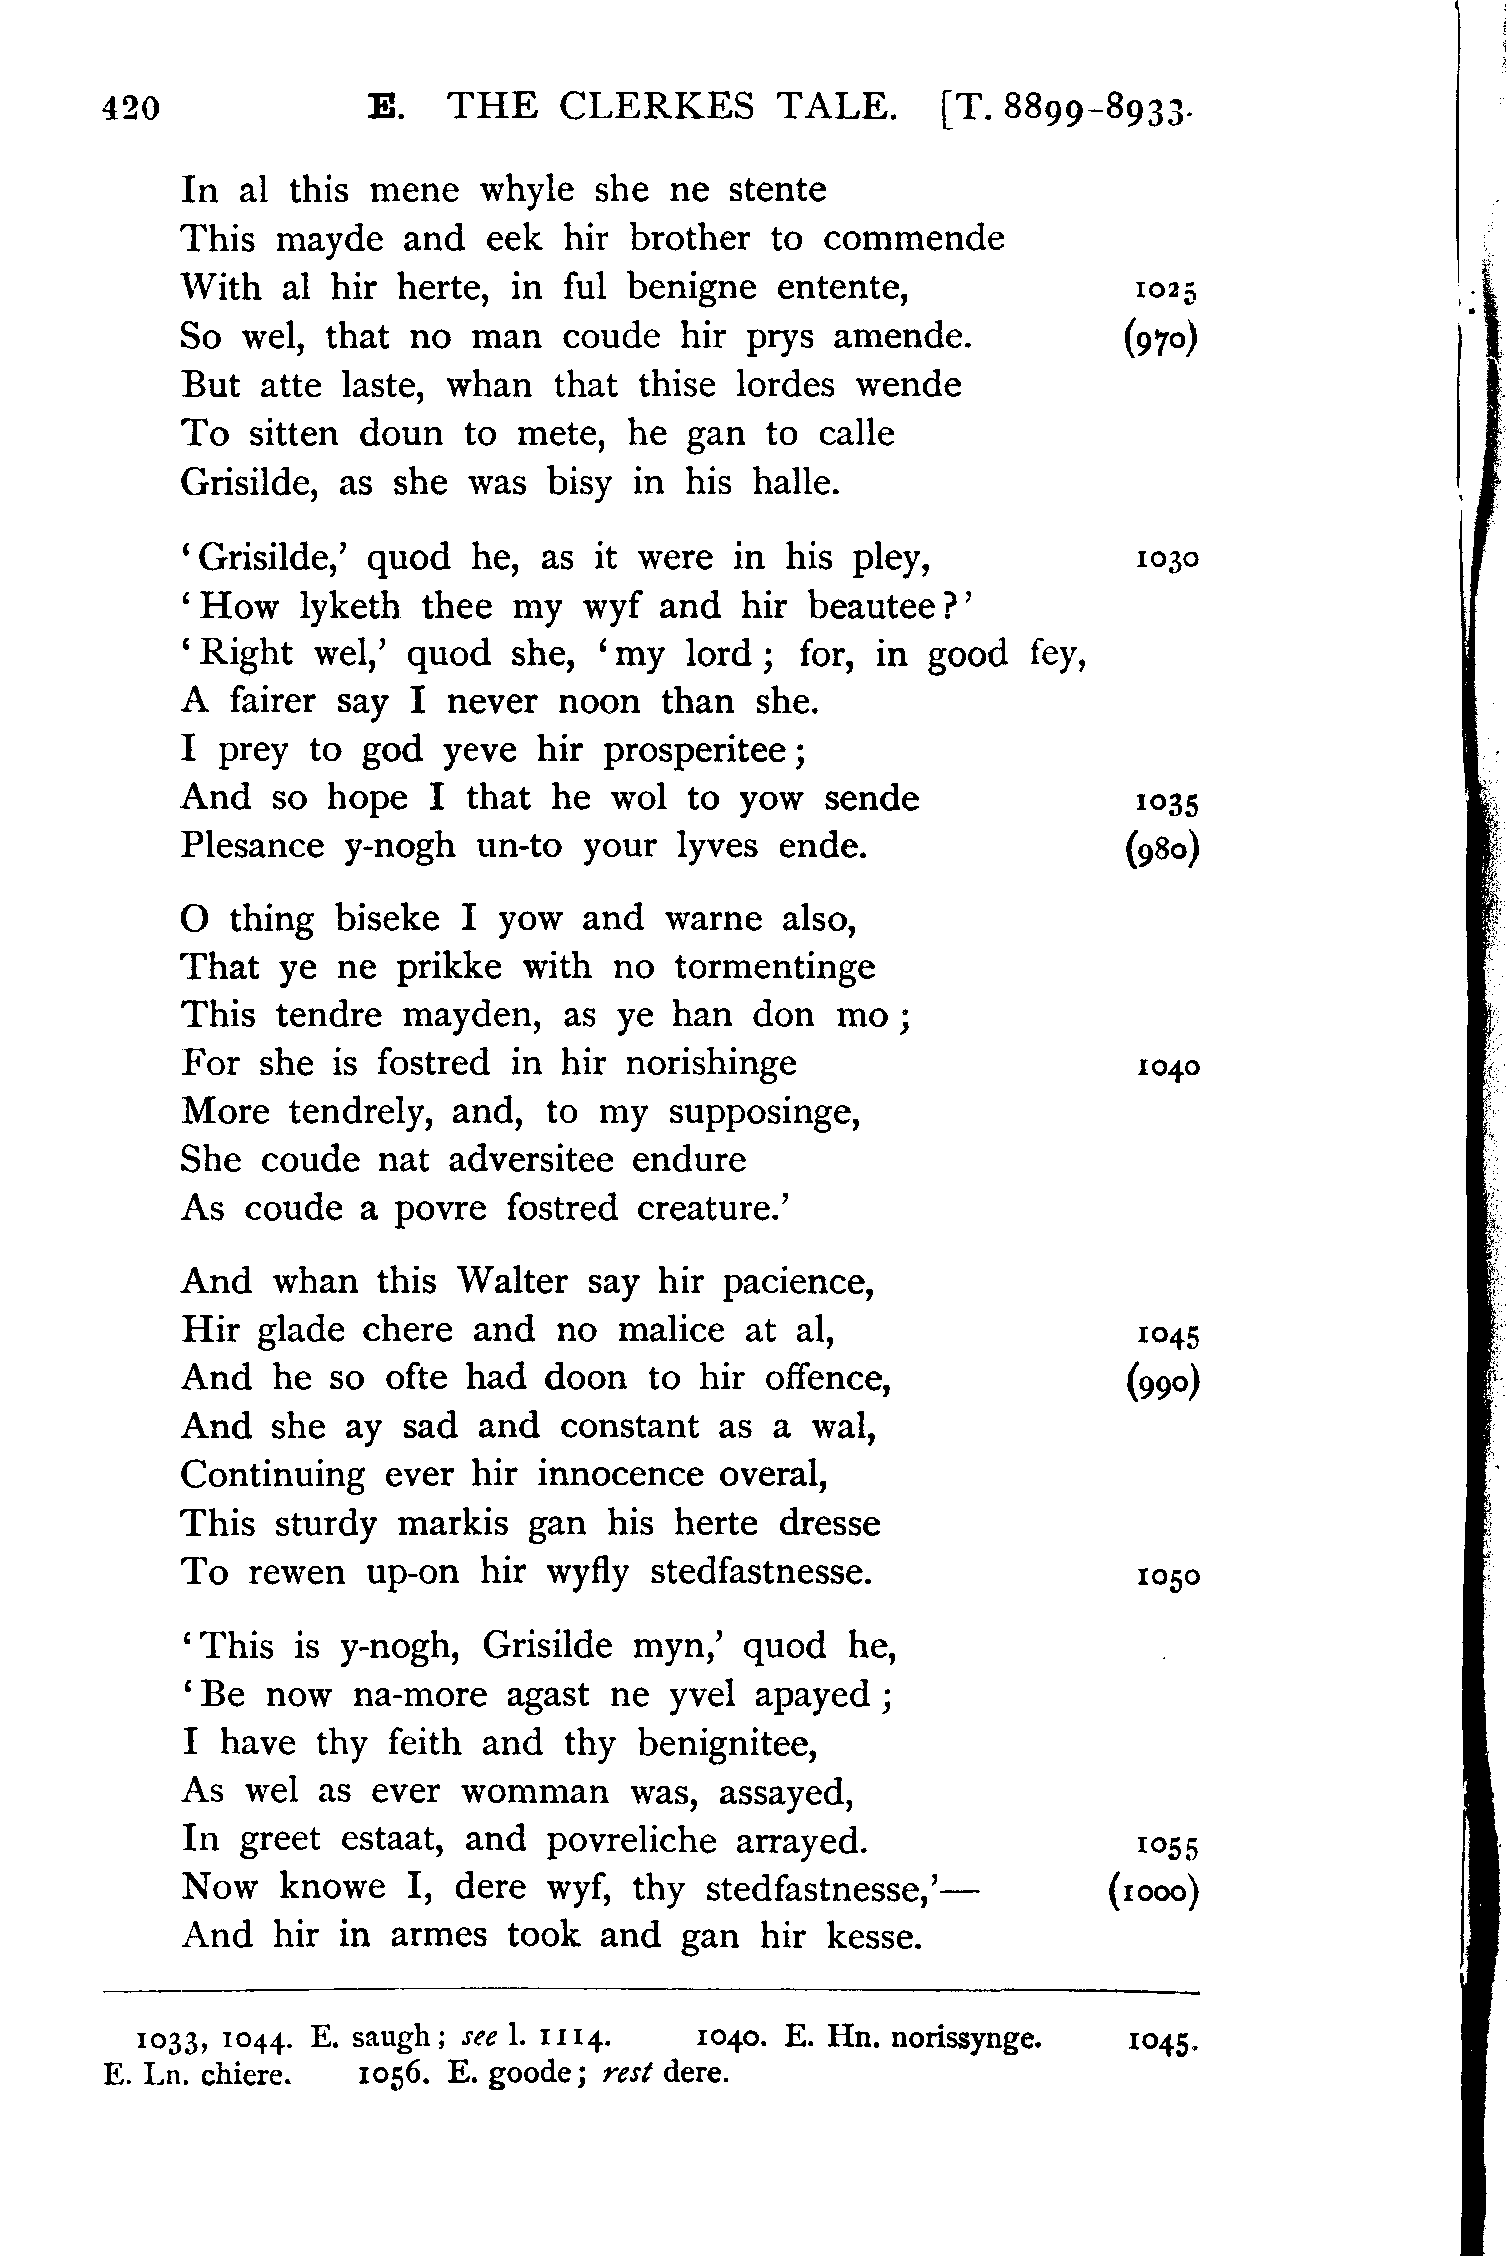 420 E. THE CLERKES TALE. [T. 8899-8933.
In al this mene whyle she ne stente
This mayde and eek hir brother to commende
With al hir herte, in ful benigne entente, 1025
So wel, that no man coude hir prys amende. (970)
But atte laste, whan that thise lordes wende
To sitten doun to mete, he gan to calle
Grisilde, as she was bisy in his halle.
‘Grisilde,’ quod he, as it were in his pley, 1030
‘How lyketh thee my wyf and hir beautee?’
‘Right wel,’ quod she, ‘my lord; for, in good fey,
A fairer say I never noon than she.
I prey to god yeve hir prosperitee;
And so hope I that he wol to yow sende 1035
Plesance y-nogh un-to your lyves ende. (980)
O thing biseke I yow and warne also,
That ye ne prikke with no tormentinge
This tendre mayden, as ye han don mo;
For she is fostred in hir norishinge 1040
More tendrely, and, to my supposinge,
She coude nat adversitee endure
As coude a povre fostred creature.’
And whan this Walter say hir pacience,
Hir glade chere and no malice at al, 1045
And he so ofte had doon to hir offence, (990)
And she ay sad and constant as a wal,
Continuing ever hir innocence overal,
This sturdy markis gan his herte dresse
To rewen up-on hir wyfly stedfastnesse. 1050
‘This is y-nogh, Grisilde myn,’ quod he,
‘Be now na-more agast ne yvel apayed;
I have thy feith and thy benignitee,
As wel as ever womman was, assayed,
In greet estaat, and povreliche arrayed. 1055
Now knowe I, dere wyf, thy stedfastnesse,’— (1000)
And hir in armes took and gan hir kesse.
1033, 1044. E. saugh; see l. 1114. 1040. E. Hn. norissynge. 1045.
E. Ln. chiere. 1056. E. goode; rest dere.